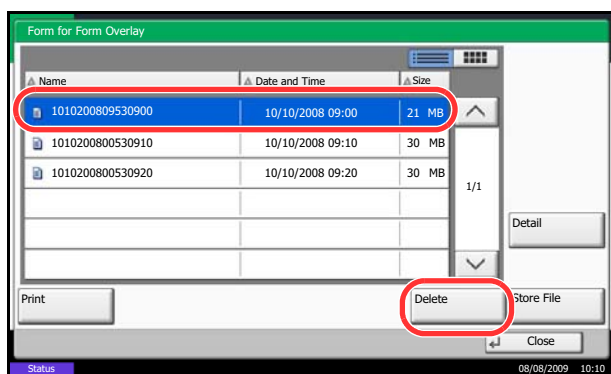 Form for Form Overlay
Name Date and Time Size
1010200809530900 10/10/2008 09:00 21 MB
1010200800530910 10/10/2008 09:10 30 MB
1010200800530920 10/10/2008 09:20 30 MB
1/1
Detail
Print Delete Store File
Close
Status 08/08/2009 10:10